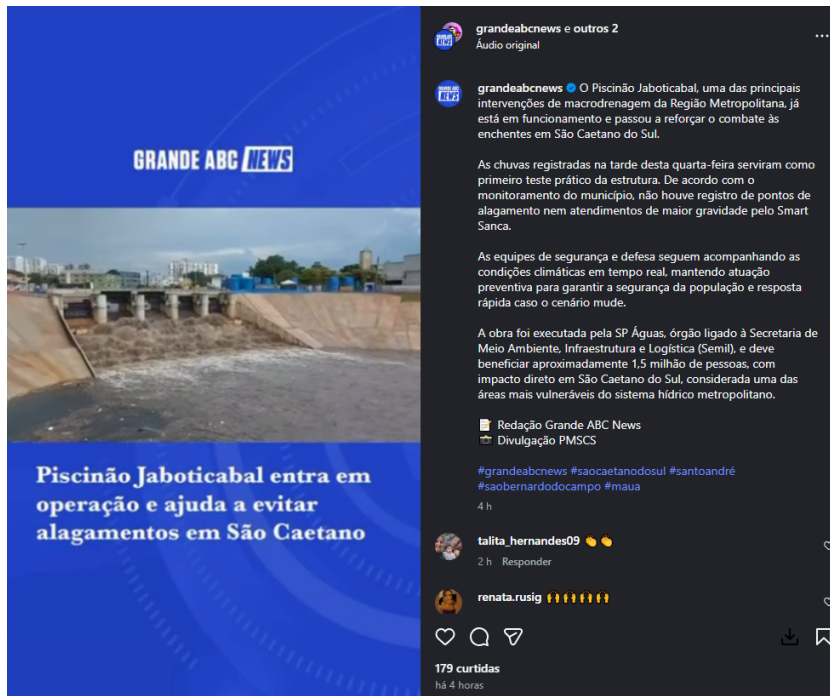 GRANDE ABC NEWS
Piscinão Jaboticabal entra em
operação e ajuda a evitar
alagamentos em São Caetano
grandeabcnews e outros 2
Áudio original
grandeabcnews O Piscinão Jaboticabal, uma das principais
intervenções de macrodrenagem da Região Metropolitana, já
está em funcionamento e passou a reforçar o combate às
enchentes em São Caetano do Sul.
As chuvas registradas na tarde desta quarta-feira serviram como
primeiro teste prático da estrutura. De acordo com o
monitoramento do município, não houve registro de pontos de
alagamento nem atendimentos de maior gravidade pelo Smart
Sanca.
As equipes de segurança e defesa seguem acompanhando as
condições climáticas em tempo real, mantendo atuação
preventiva para garantir a segurança da população e resposta
rápida caso o cenário mude.
A obra foi executada pela SP Águas, órgão ligado à Secretaria de
Meio Ambiente, Infraestrutura e Logística (Semil), e deve
beneficiar aproximadamente 1,5 milhão de pessoas, com
impacto direto em São Caetano do Sul, considerada uma das
áreas mais vulneráveis do sistema hídrico metropolitano.
📝 Redação Grande ABC News
📸 Divulgação PMSCS
#grandeabcnews #saocaetanodosul #santoandré
#saobernardodocampo #maua
4 h
talita_hernandes09 👏👏
2 h Responder
renata.rusig 🙌🙌🙌🙌
179 curtidas
há 4 horas